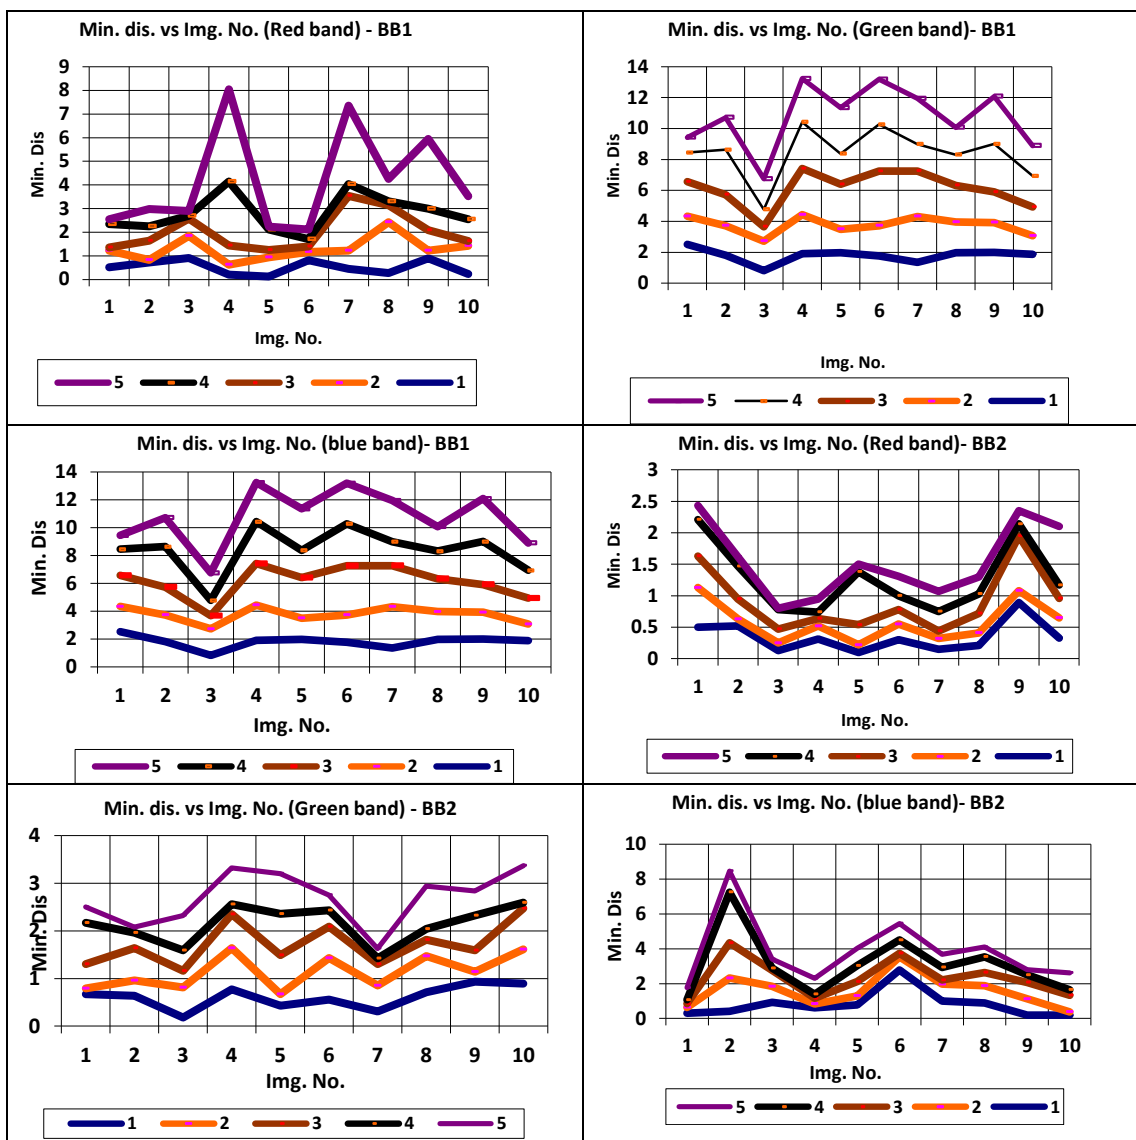 Min. dis. vs Img. No. (Red band) - BB1
9
8
7
6
5
4
3
2
1
0
Min. Dis
1 2 3 4 5 6 7 8 9 10
Img. No.
5 4 3 2 1
Min. dis. vs Img. No. (Green band)- BB1
14
12
10
8
6
4
2
0
Min. Dis
1 2 3 4 5 6 7 8 9 10
Img. No.
5 4 3 2 1
Min. dis. vs Img. No. (blue band)- BB1
14
12
10
8
6
4
2
0
Min. Dis
1 2 3 4 5 6 7 8 9 10
Img. No.
5 4 3 2 1
Min. dis. vs Img. No. (Red band)- BB2
3
2.5
2
1.5
1
0.5
0
Min. Dis
1 2 3 4 5 6 7 8 9 10
Img. No.
5 4 3 2 1
Min. dis. vs Img. No. (Green band) - BB2
4
3
2
1
0
Min. Dis
1 2 3 4 5 6 7 8 9 10
Img. No.
1 2 3 4 5
Min. dis. vs Img. No. (blue band)- BB2
10
8
6
4
2
0
Min. Dis
1 2 3 4 5 6 7 8 9 10
Img. No.
5 4 3 2 1